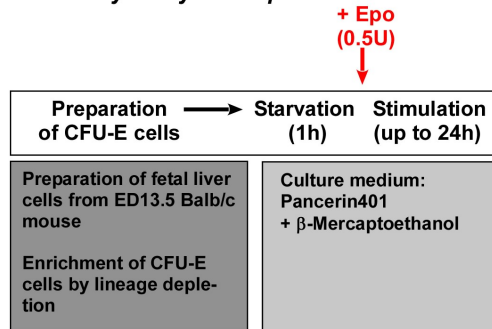 + Epo
(0.5U)
Preparation
of CFU-E cells
Starvation
(1h)
Stimulation
(up to 24h)
Preparation of fetal liver
cells from ED13.5 Balb/c
mouse
Enrichment of CFU-E
cells by lineage deple-
tion
Culture medium:
Pancerin401
+ β-Mercaptoethanol